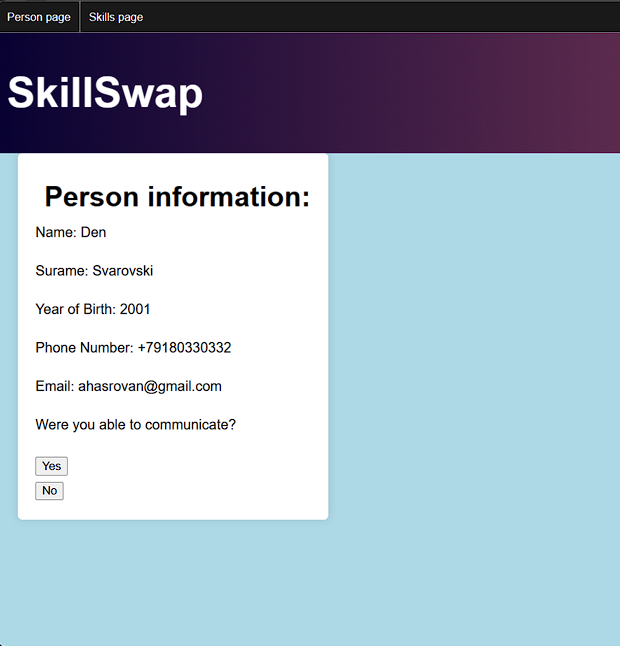 Person page
Skills page
SkillSwap
Person information:
Name: Den
Surame: Svarovski
Year of Birth: 2001
Phone Number: +79180330332
Email: ahasrovan@gmail.com
Were you able to communicate?
Yes
No